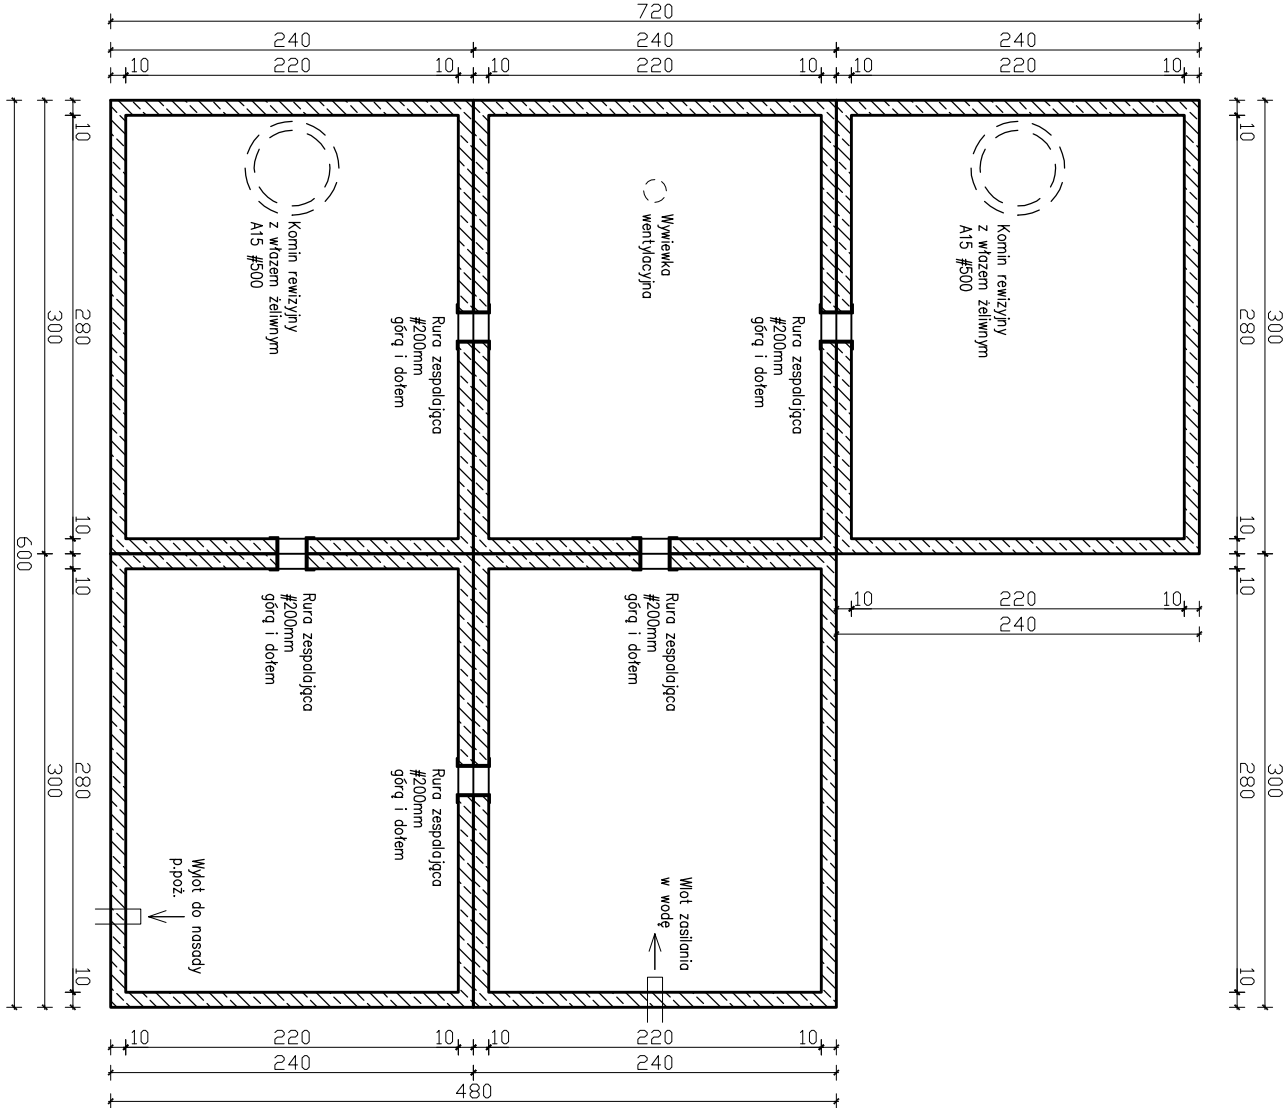 720
240
240
240
10
220
10
10
220
10
10
220
10
10
280
10
300
10
280
10
300
600
10
280
10
300
10
280
10
300
Komin rewizyjny
z włazem żeliwnym
A15 #500
Wywiewka
wentylacyjna
Komin rewizyjny
z włazem żeliwnym
A15 #500
Rura zespalająca
#200mm
górą i dołem
Rura zespalająca
#200mm
górą i dołem
Rura zespalająca
#200mm
górą i dołem
Rura zespalająca
#200mm
górą i dołem
10
220
10
240
Rura zespalająca
#200mm
górą i dołem
Wylot do nasady
p.poż.
Wlot zasilania
w wodę
10
220
10
10
220
10
240
240
480